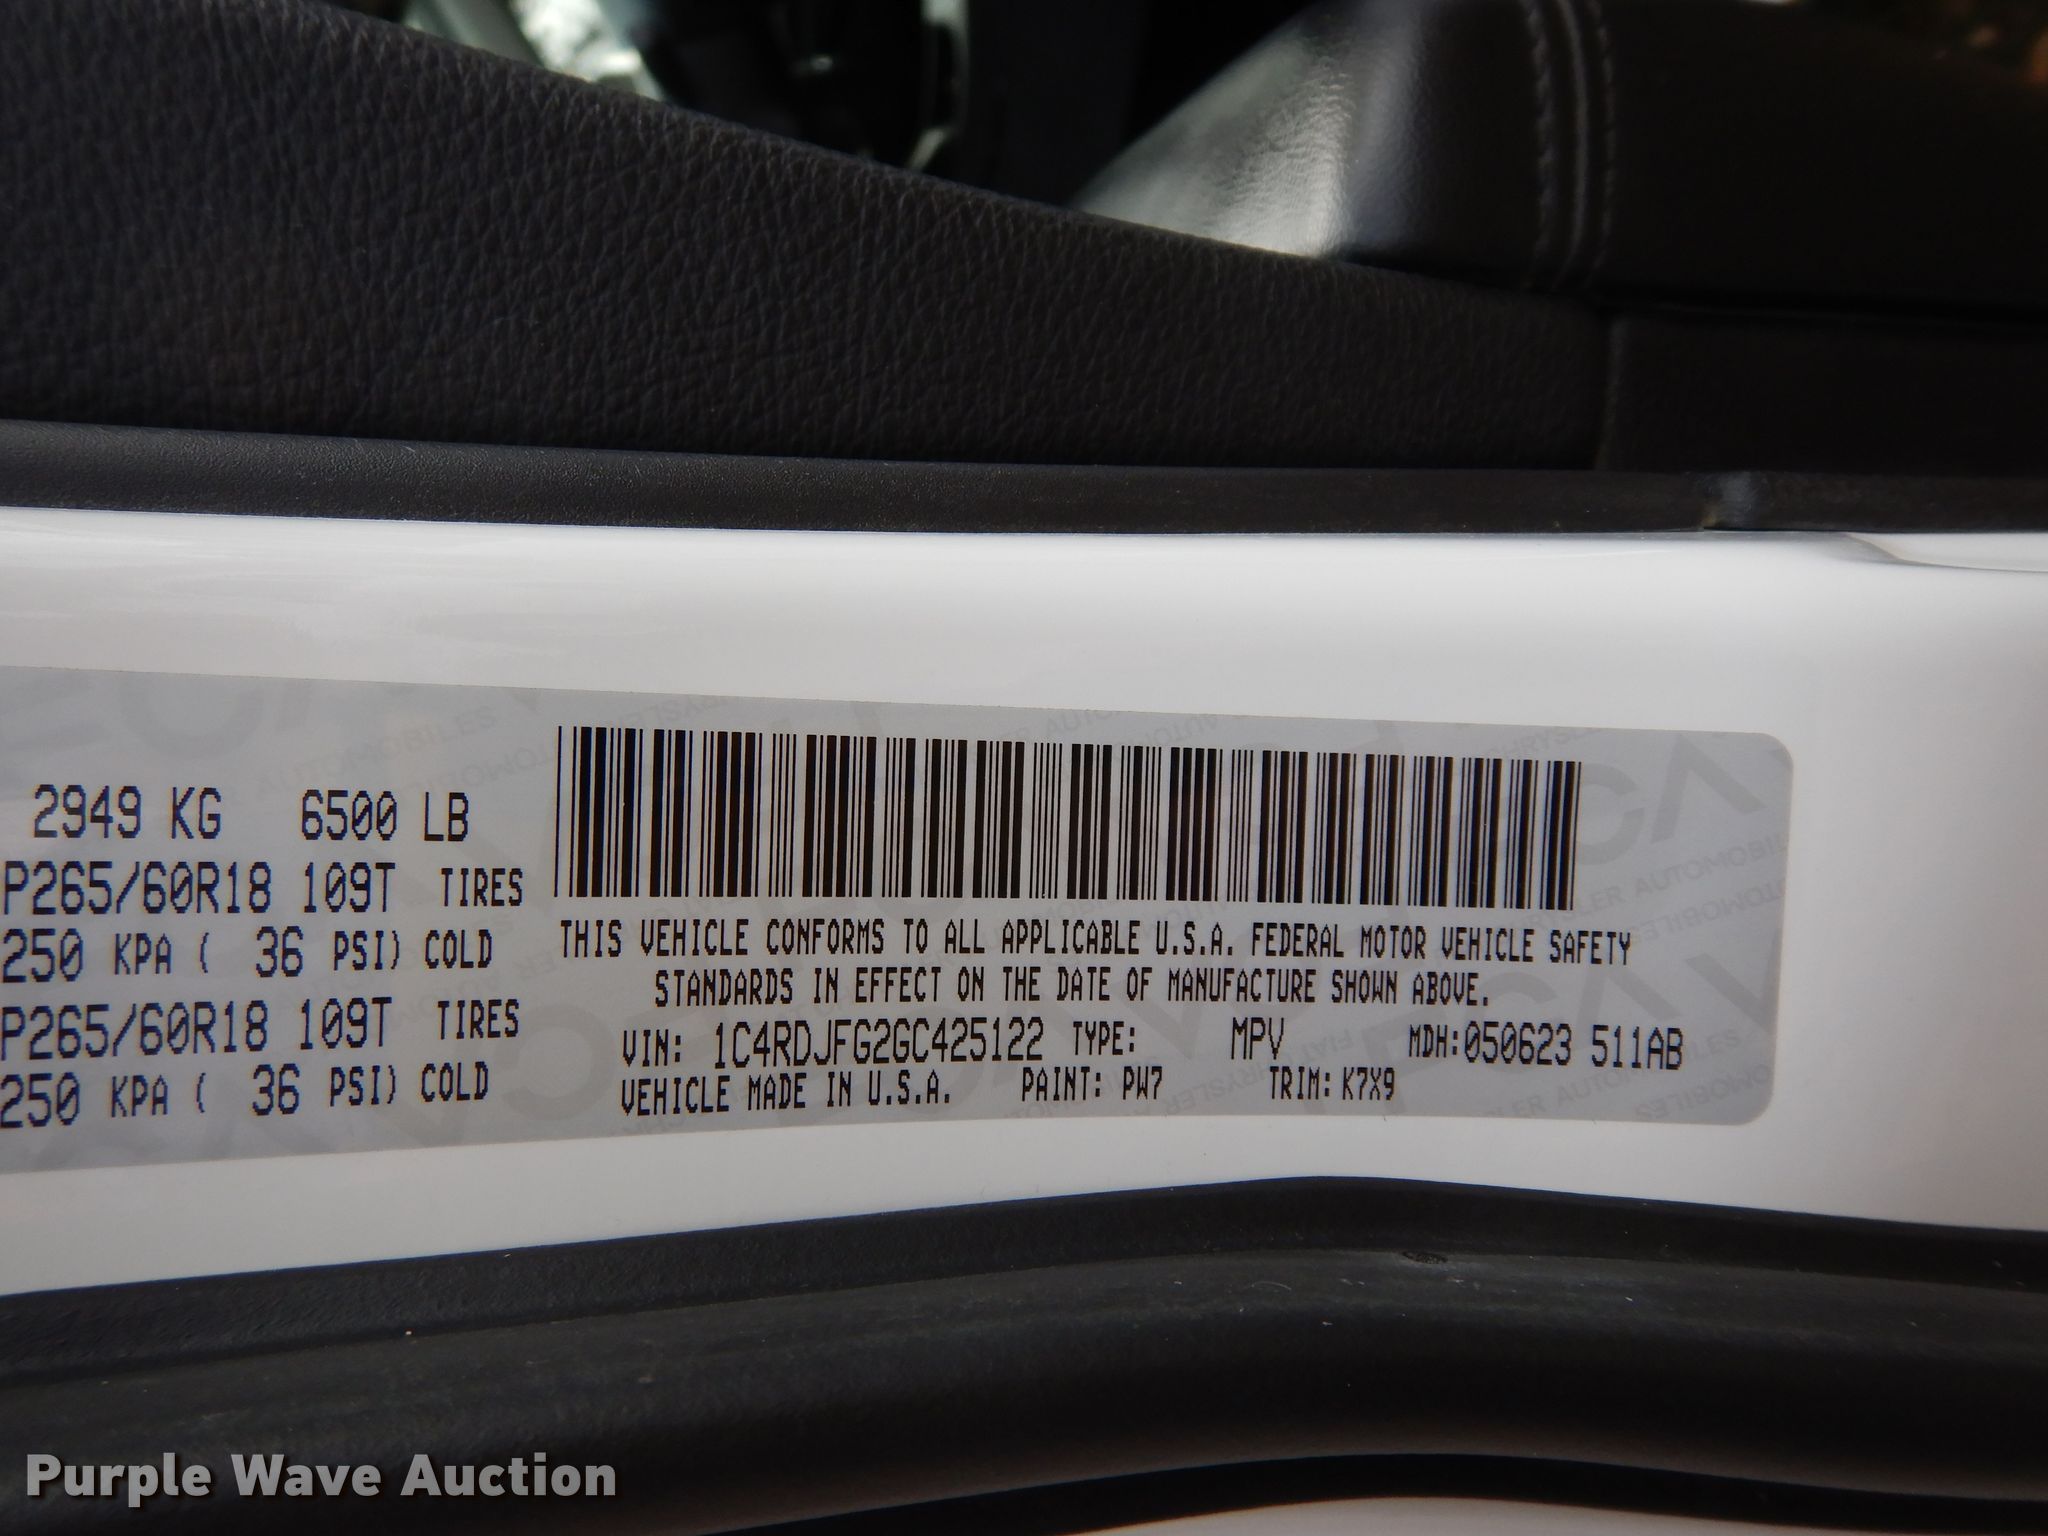 2949 KG 6500 LB
P265/60R18 109T TIRES
250 KPA ( 36 PSI) COLD
P265/60R18 109T TIRES
250 KPA ( 36 PSI) COLD
THIS VEHICLE CONFORMS TO ALL APPLICABLE U.S.A. FEDERAL MOTOR VEHICLE SAFETY
STANDARDS IN EFFECT ON THE DATE OF MANUFACTURE SHOWN ABOVE.
VIN: 1C4RDJFG2GC425122 TYPE: MPV MDH:050623 511AB
VEHICLE MADE IN U.S.A. PAINT: PW7 TRIM: K7X9
Purple Wave Auction